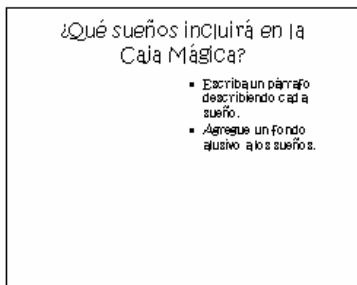 ¿Qué sueños incluirá en la
Caja Mágica?
• Escriba un párrafo
describiendo cada
sueño.
• Agregue un fondo
alusivo a los sueños.